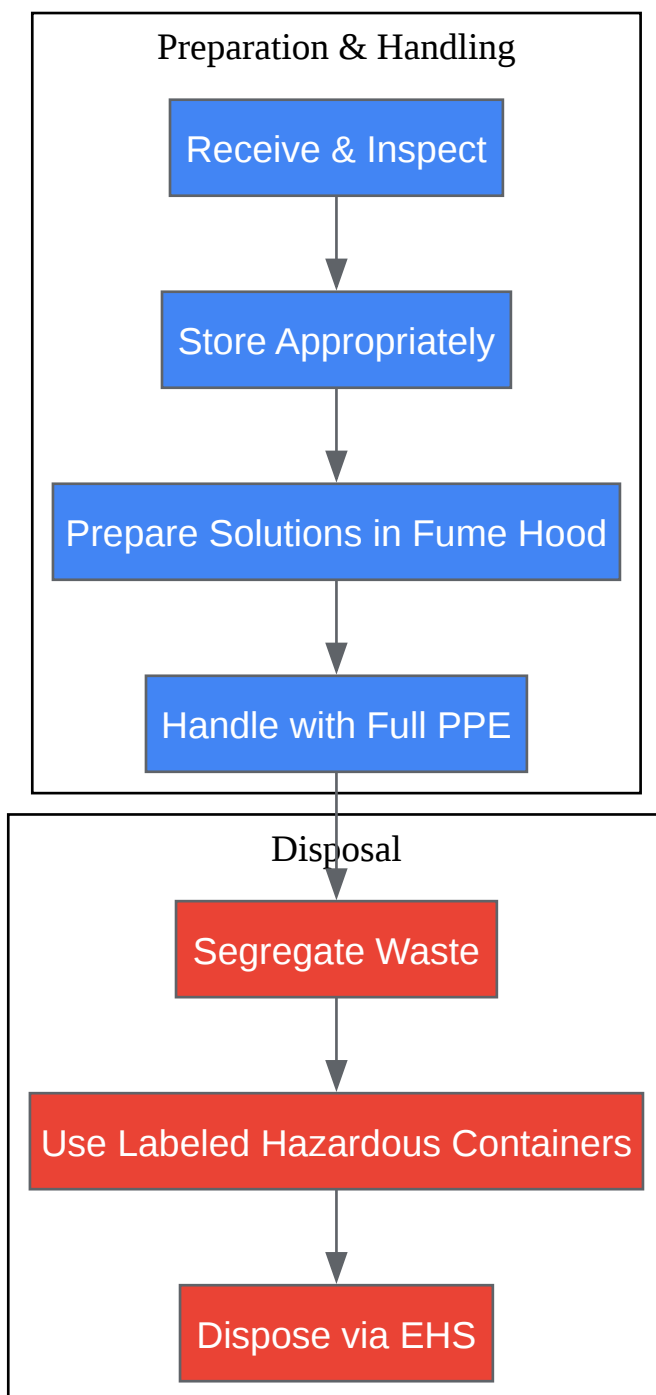 Preparation & Handling
Receive & Inspect
Store Appropriately
Prepare Solutions in Fume Hood
Handle with Full PPE
Disposal
Segregate Waste
Use Labeled Hazardous Containers
Dispose via EHS